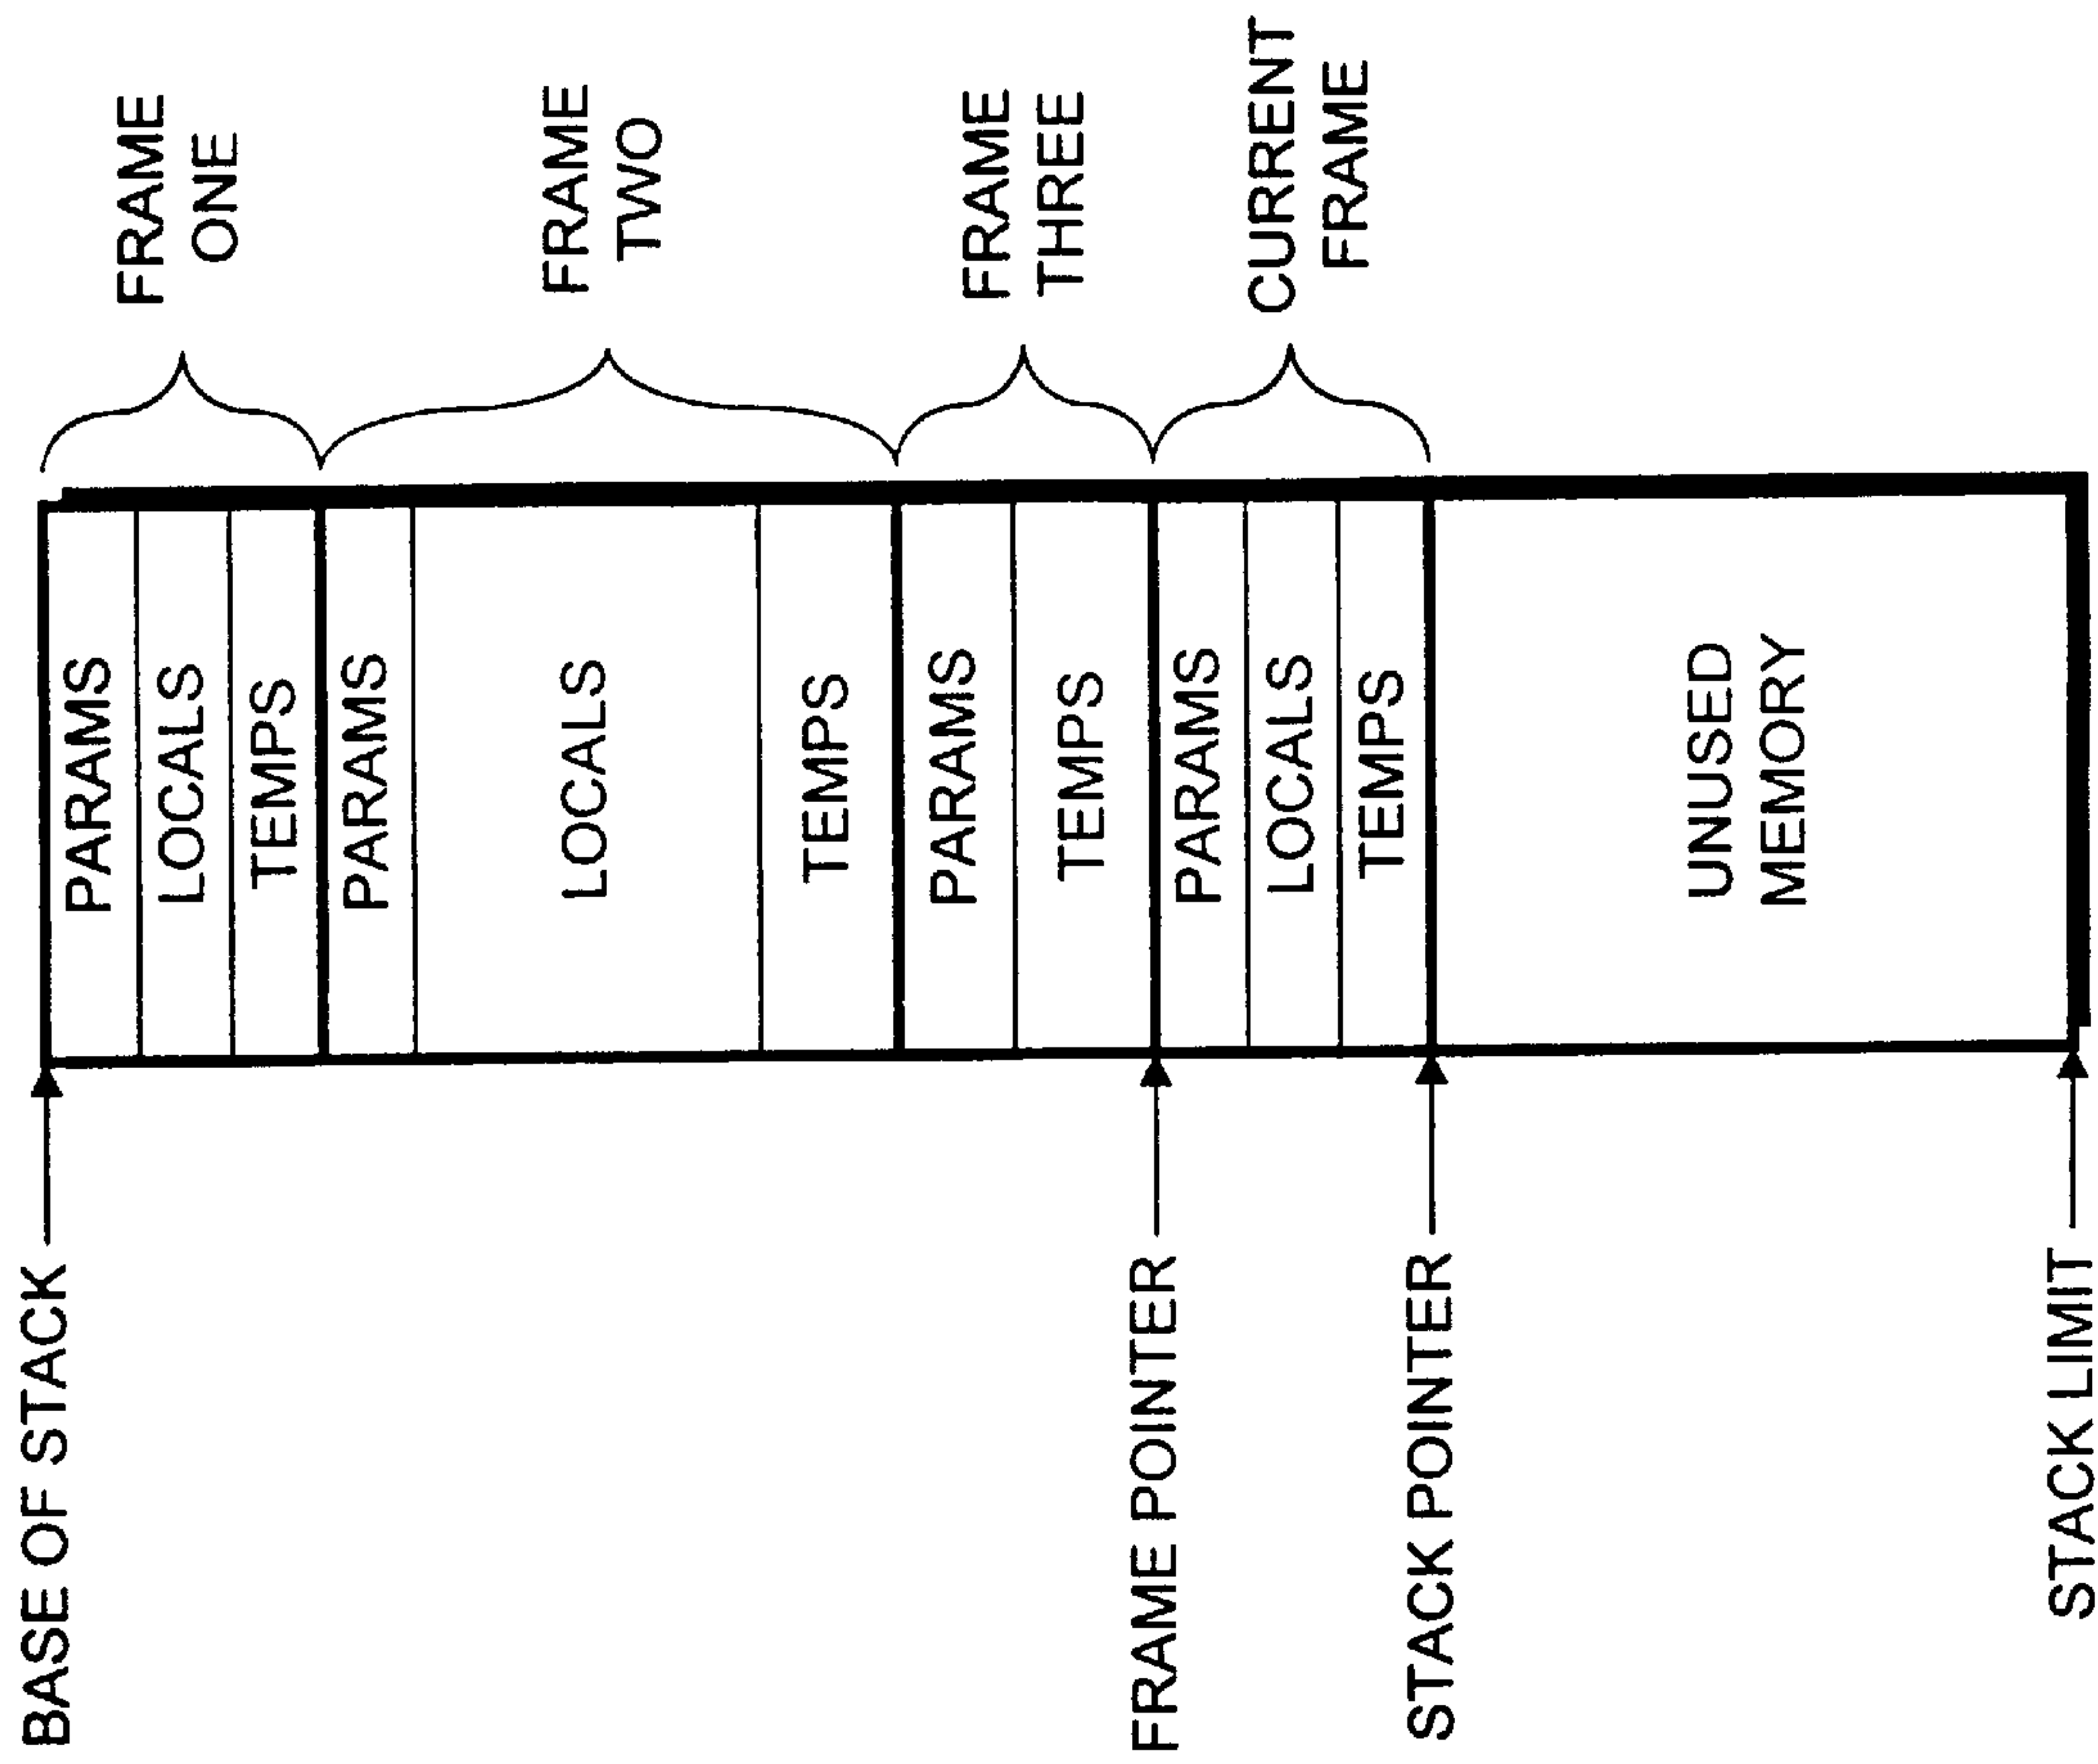 BASE OF STACK
FRAME POINTER
STACK POINTER
STACK LIMIT
PARAMS
LOCALS
TEMPS
PARAMS
LOCALS
TEMPS
PARAMS
TEMPS
PARAMS
LOCALS
TEMPS
UNUSED
MEMORY
FRAME
ONE
FRAME
TWO
FRAME
THREE
CURRENT
FRAME